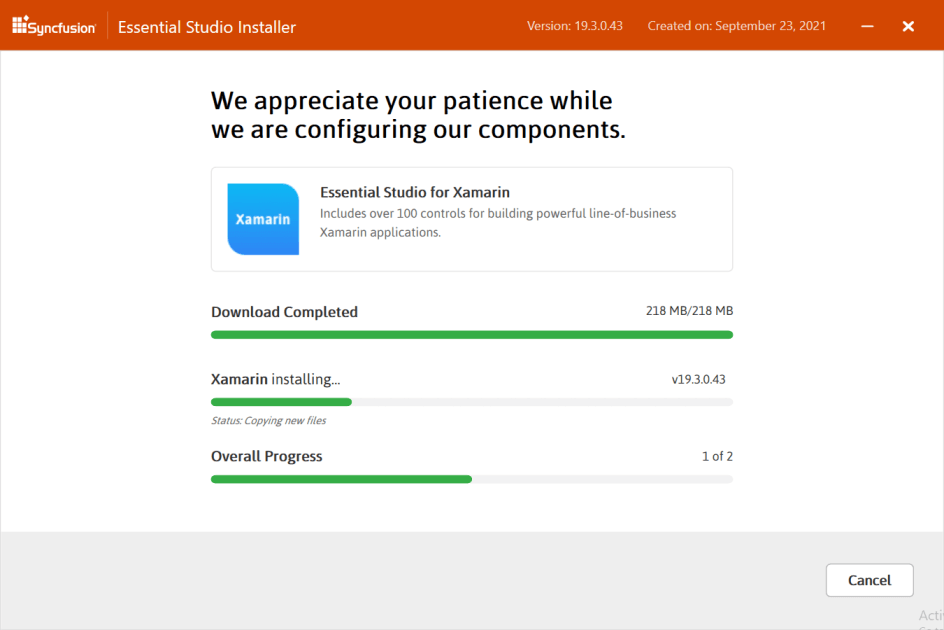 Syncfusion Essential Studio Installer Version: 19.3.0.43 Created on: September 23, 2021
We appreciate your patience while
we are configuring our components.
Xamarin
Essential Studio for Xamarin
Includes over 100 controls for building powerful line-of-business
Xamarin applications.
Download Completed 218 MB/218 MB
Xamarin installing... v19.3.0.43
Status: Copying new files
Overall Progress 1 of 2
Cancel